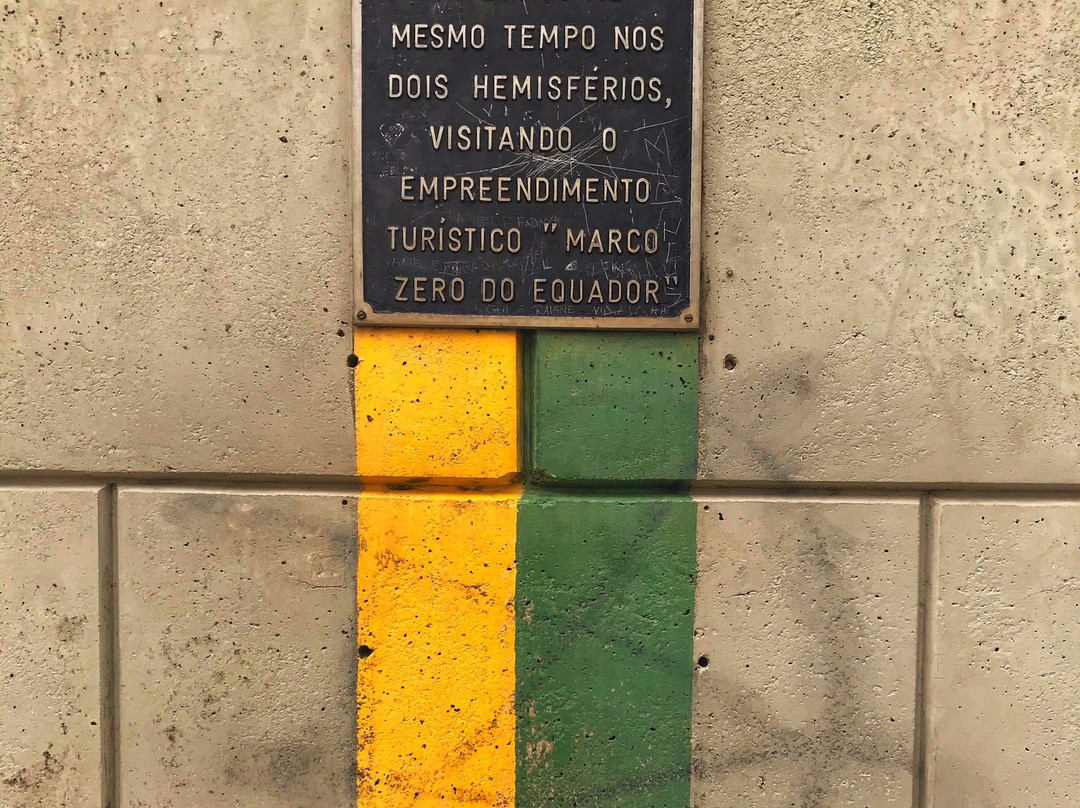 MESMO TEMPO NOS
DOIS HEMISFÉRIOS,
VISITANDO O
EMPREENDIMENTO
TURÍSTICO "MARCO
ZERO DO EQUADOR"